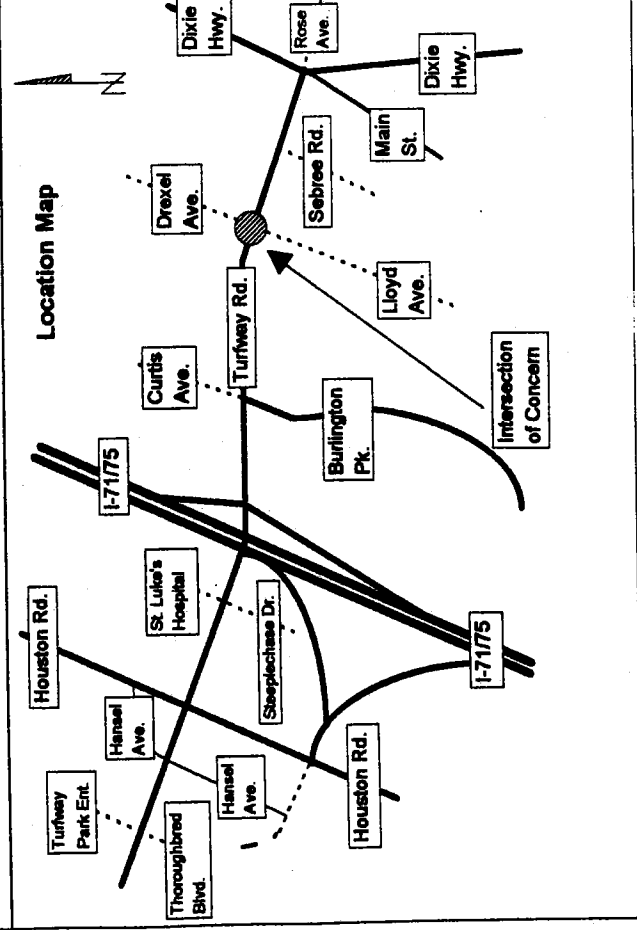 Location Map
N
Houston Rd.
Turfway
Park Ent.
I-71/75
Hansel
Ave.
St. Luke's
Hospital
Curtis
Ave.
Drexel
Ave.
Dixie
Hwy.
Thoroughbred
Blvd.
Hansel
Ave.
Steeplechase Dr.
Turfway Rd.
Sebree Rd.
Rose
Ave.
Houston Rd.
Burlington
Pk.
Lloyd
Ave.
Main
St.
Dixie
Hwy.
I-71/75
Intersection
of Concern